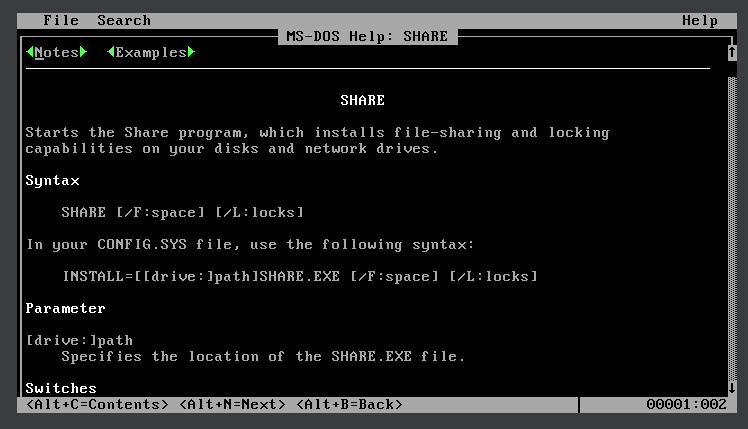 File Search Help
MS-DOS Help: SHARE
◄Notes► ◄Examples►
SHARE
Starts the Share program, which installs file-sharing and locking
capabilities on your disks and network drives.
Syntax
SHARE [/F:space] [/L:locks]
In your CONFIG.SYS file, use the following syntax:
INSTALL=[[drive:]path]SHARE.EXE [/F:space] [/L:locks]
Parameter
[drive:]path
Specifies the location of the SHARE.EXE file.
Switches
<Alt+C=Contents> <Alt+N=Next> <Alt+B=Back> 00001:002